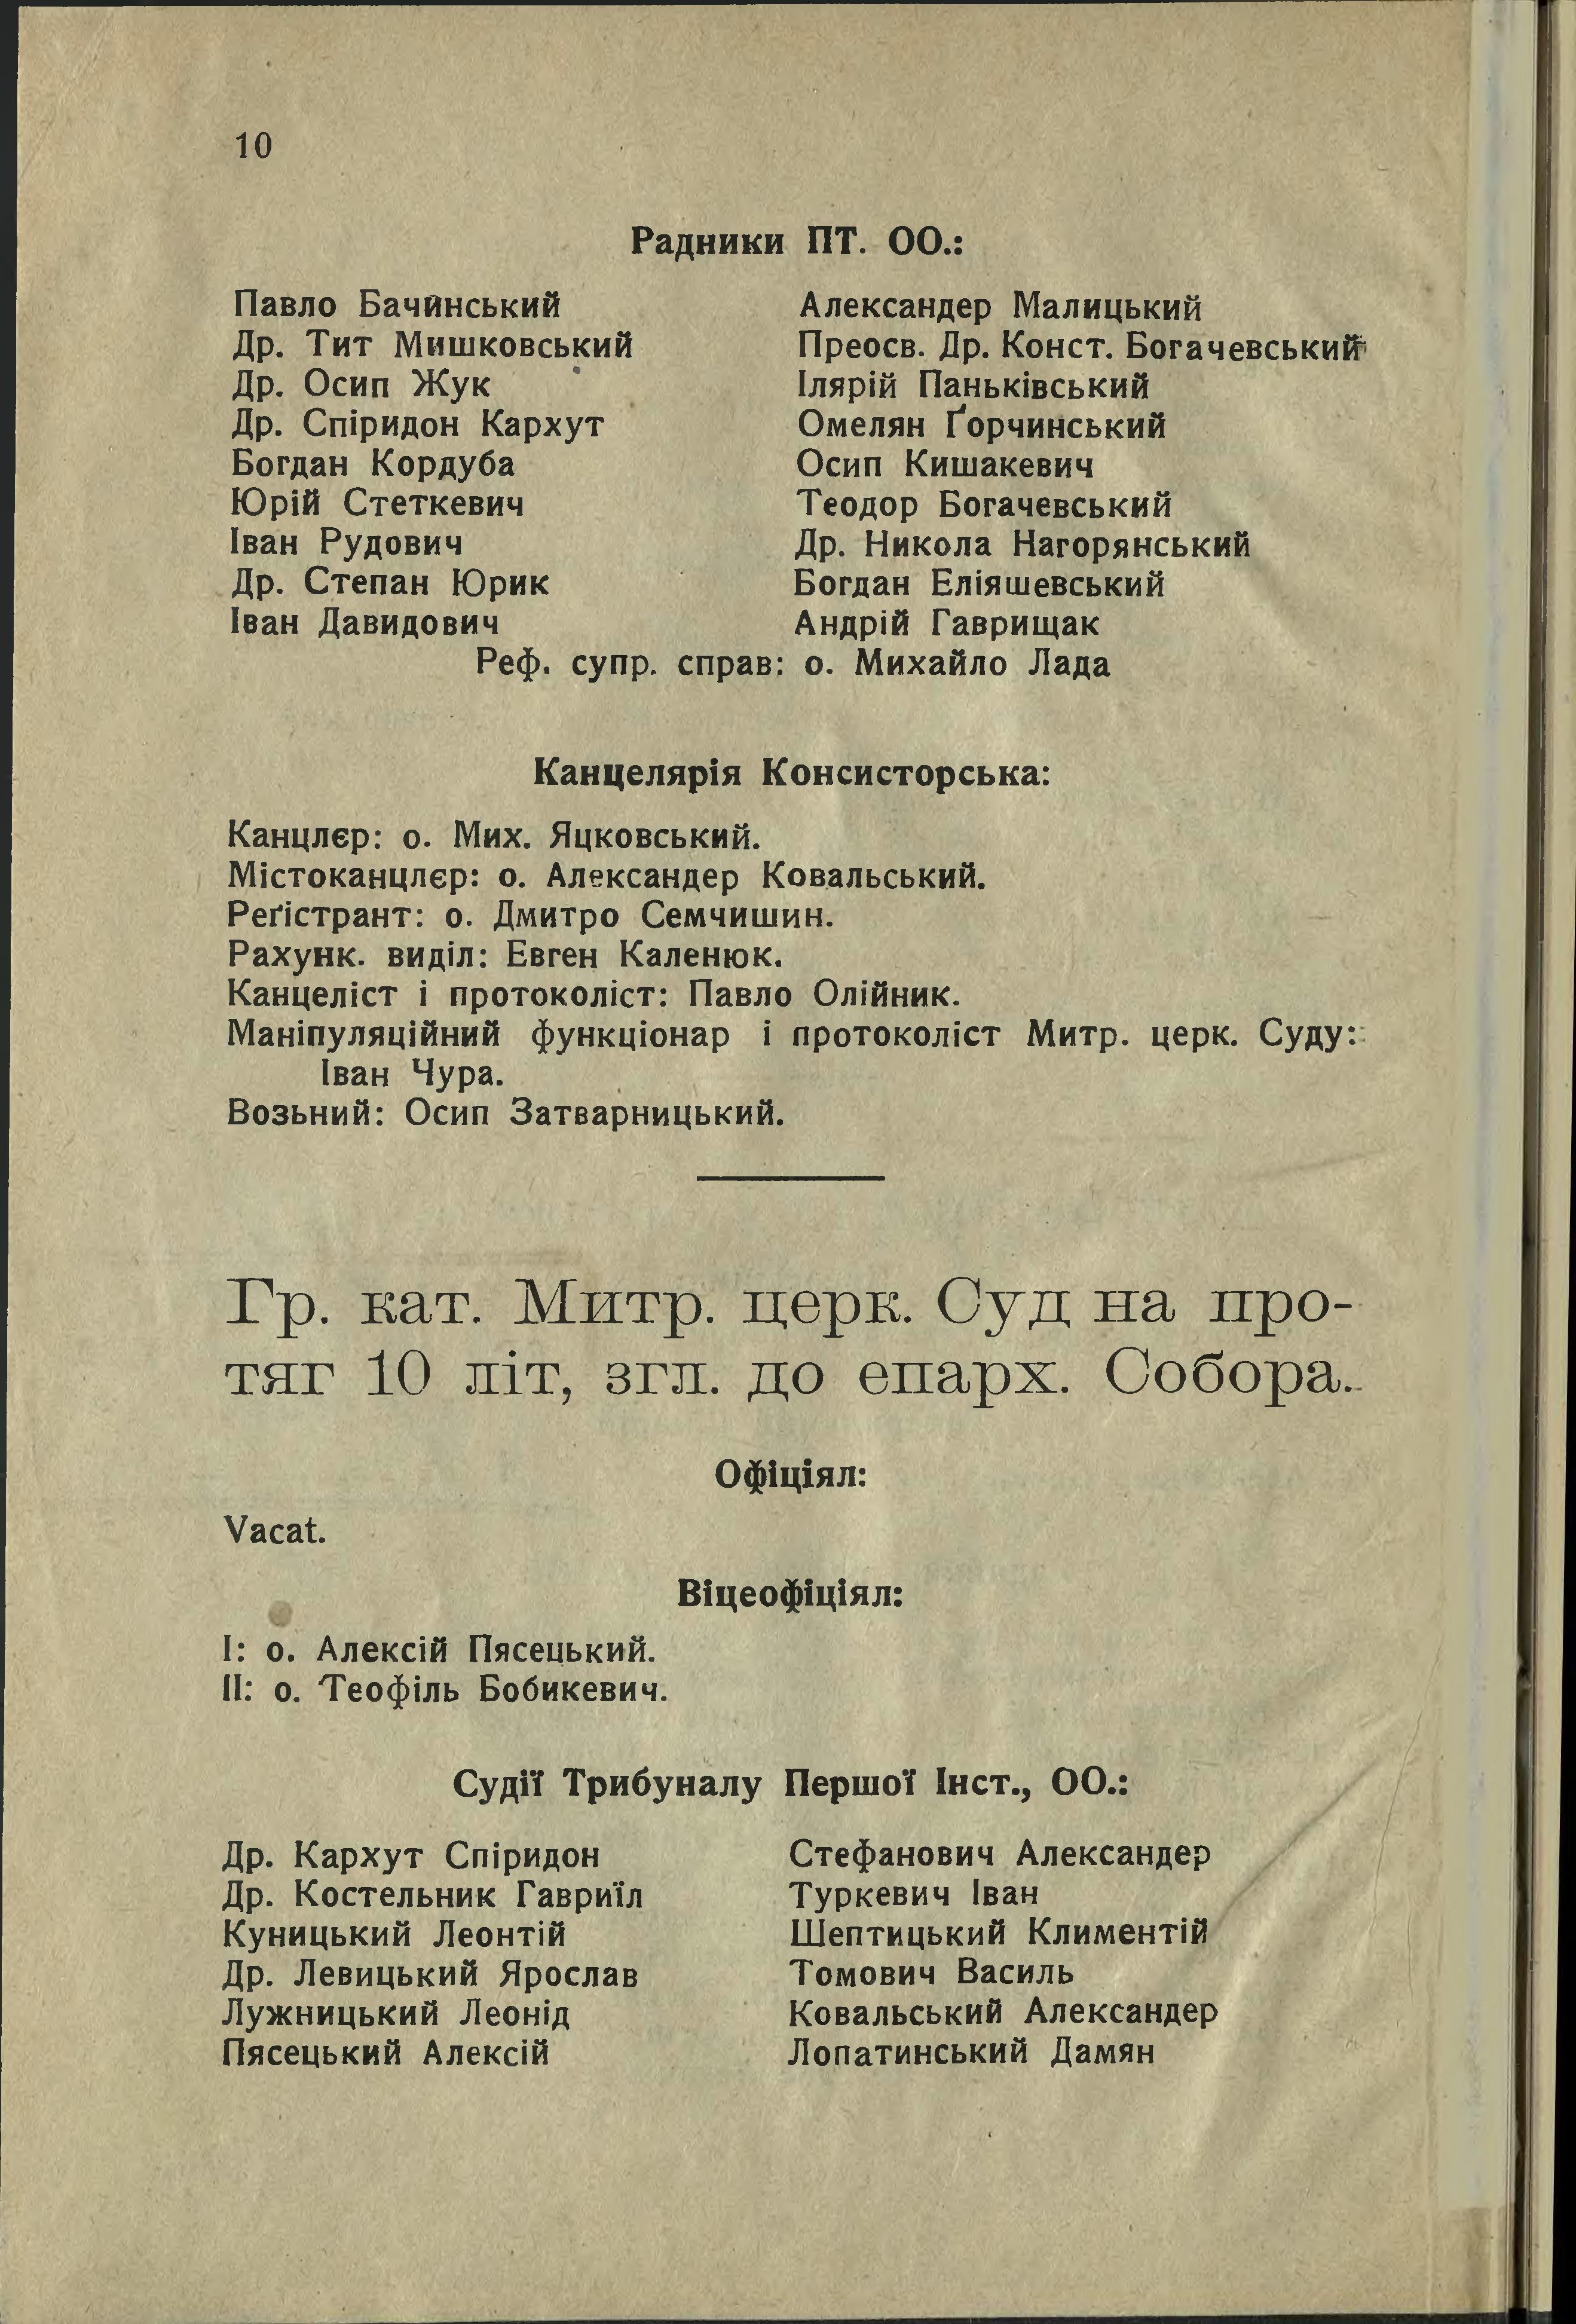 10
Радники ПТ. ОО.:
Павло Бачинський
Др. Тит Мишковський
Др. Осип Жук
Др. Спіридон Кархут
Богдан Кордуба
Юрій Стеткевич
Іван Рудович
Др. Степан Юрик
Іван Давидович
Александер Малицький
Преосв. Др. Конст. Богачевський
Ілярій Паньківський
Омелян Ґорчинський
Осип Кишакевич
Теодор Богачевський
Др. Никола Нагорянський
Богдан Еліяшевський
Андрій Гаврищак
Реф. супр. справ: о. Михайло Лада
Канцелярія Консисторська:
Канцлєр: о. Мих. Яцковський.
Містоканцлєр: о. Александер Ковальський.
Реґістрант: о. Дмитро Семчишин.
Рахунк. виділ: Евген Каленюк.
Канцеліст і протоколіст: Павло Олійник.
Маніпуляційний функціонар і протоколіст Митр. церк. Суду:
Іван Чура.
Возьний: Осип Затварницький.
Гр. кат. Митр. церк. Суд на про-
тяг 10 літ, згл. до епарх. Собора.
Офіціял:
Vacat.
Віцеофіціял:
I: о. Алексій Пясецький.
II: о. Теофіль Бобикевич.
Судії Трибуналу Першої Інст., ОО.:
Др. Кархут Спіридон
Др. Костельник Гавриїл
Куницький Леонтій
Др. Левицький Ярослав
Лужницький Леонід
Пясецький Алексій
Стефанович Александер
Туркевич Іван
Шептицький Климентій
Томович Василь
Ковальський Александер
Лопатинський Дамян